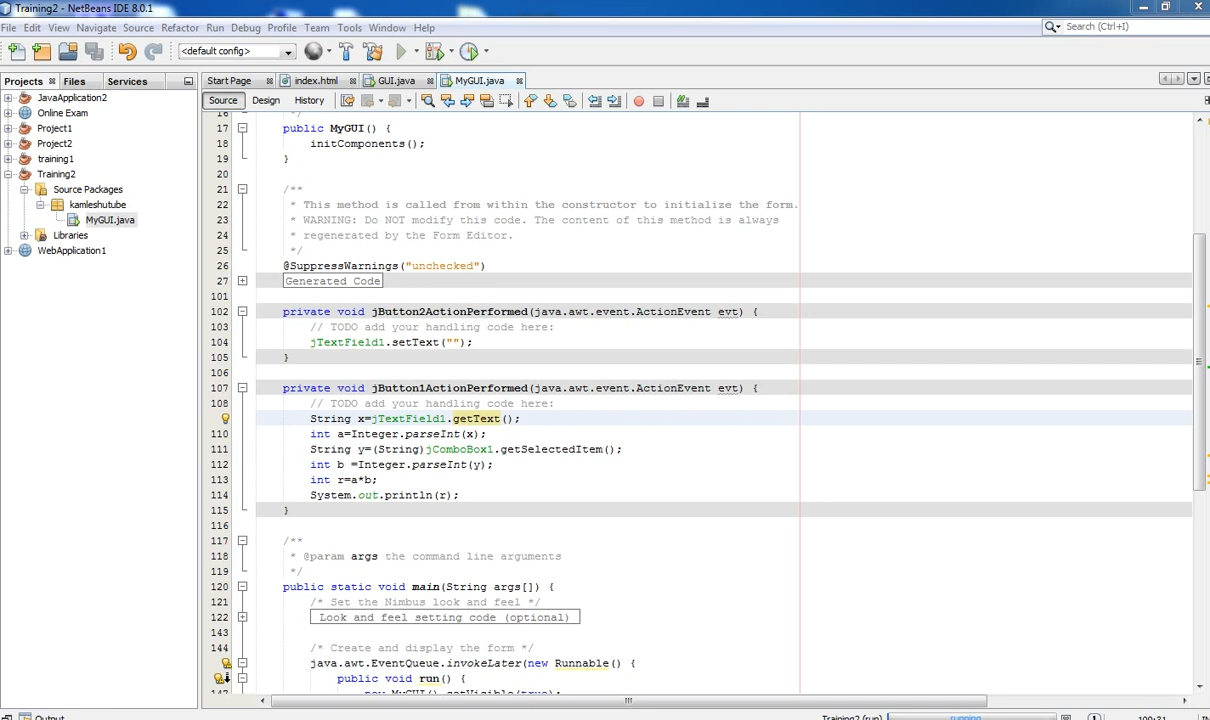 Training2 - NetBeans IDE 8.0.1
File Edit View Navigate Source Refactor Run Debug Profile Team Tools Window Help
Search (Ctrl+I)
<default config>
Projects Files Services
Start Page index.html GUI.java MyGUI.java
Source Design History
JavaApplication2
Online Exam
Project1
Project2
training1
Training2
Source Packages
kamleshutube
MyGUI.java
Libraries
WebApplication1
16 */
17 public MyGUI() {
18 initComponents();
19 }
20
21 /**
22 * This method is called from within the constructor to initialize the form.
23 * WARNING: Do NOT modify this code. The content of this method is always
24 * regenerated by the Form Editor.
25 */
26 @SuppressWarnings("unchecked")
27 Generated Code
101
102 private void jButton2ActionPerformed(java.awt.event.ActionEvent evt) {
103 // TODO add your handling code here:
104 jTextField1.setText("");
105 }
106
107 private void jButton1ActionPerformed(java.awt.event.ActionEvent evt) {
108 // TODO add your handling code here:
String x=jTextField1.getText();
110 int a=Integer.parseInt(x);
111 String y=(String)jComboBox1.getSelectedItem();
112 int b =Integer.parseInt(y);
113 int r=a*b;
114 System.out.println(r);
115 }
116
117 /**
118 * @param args the command line arguments
119 */
120 public static void main(String args[]) {
121 /* Set the Nimbus look and feel */
122 Look and feel setting code (optional)
143
144 /* Create and display the form */
java.awt.EventQueue.invokeLater(new Runnable() {
public void run() {
new MyGUI().setVisible(true);
Output
Training2 (run) running
1